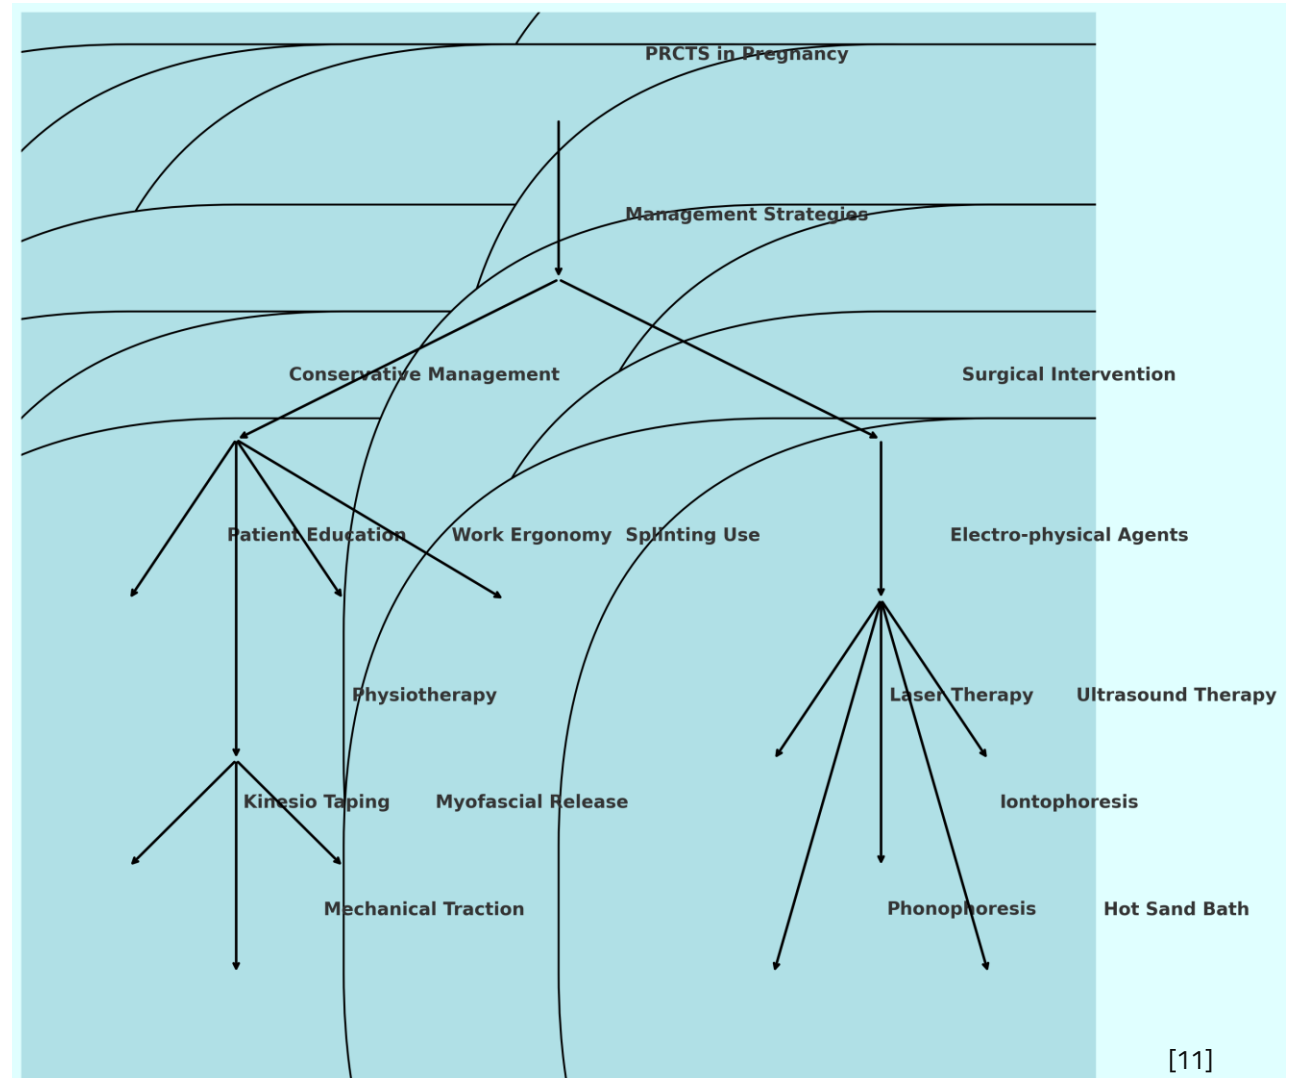 PRCTS in Pregnancy
Management Strategies
Conservative Management
Surgical Intervention
Patient Education
Work Ergonomy
Splinting Use
Electro-physical Agents
Physiotherapy
Laser Therapy
Ultrasound Therapy
Kinesio Taping
Myofascial Release
Iontophoresis
Mechanical Traction
Phonophoresis
Hot Sand Bath
[11]